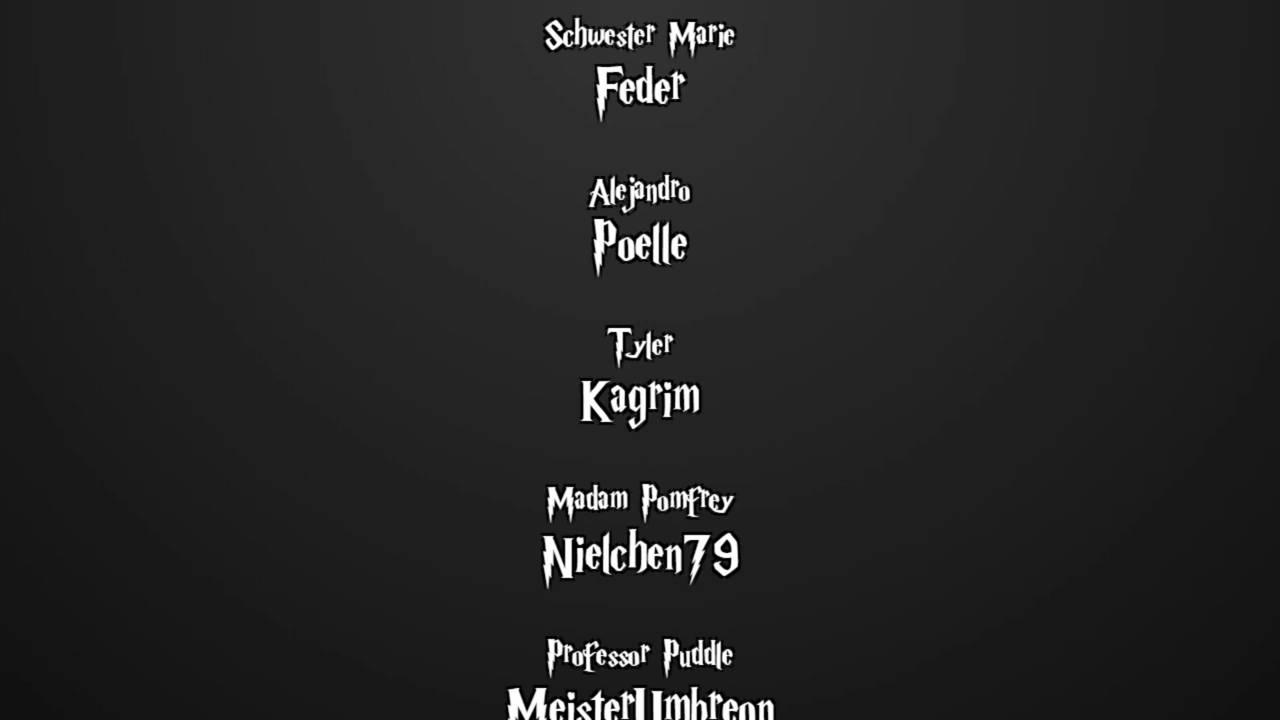 Schwester Marie
Feder
Alejandro
Poelle
Tyler
Kagrim
Madam Pomfrey
Nielchen79
Professor Puddle
MeisterUmbreon